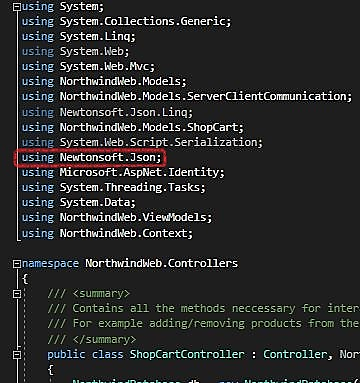 using System;
using System.Collections.Generic;
using System.Linq;
using System.Web;
using System.Web.Mvc;
using NorthwindWeb.Models;
using NorthwindWeb.Models.ServerClientCommunication;
using Newtonsoft.Json.Linq;
using NorthwindWeb.Models.ShopCart;
using System.Web.Script.Serialization;
using Newtonsoft.Json;
using Microsoft.AspNet.Identity;
using System.Threading.Tasks;
using System.Data;
using NorthwindWeb.ViewModels;
using NorthwindWeb.Context;
namespace NorthwindWeb.Controllers
{
/// <summary>
/// Contains all the methods neccessary for inter
/// For example adding/removing products from the
/// </summary>
public class ShopCartController : Controller, Nor
{